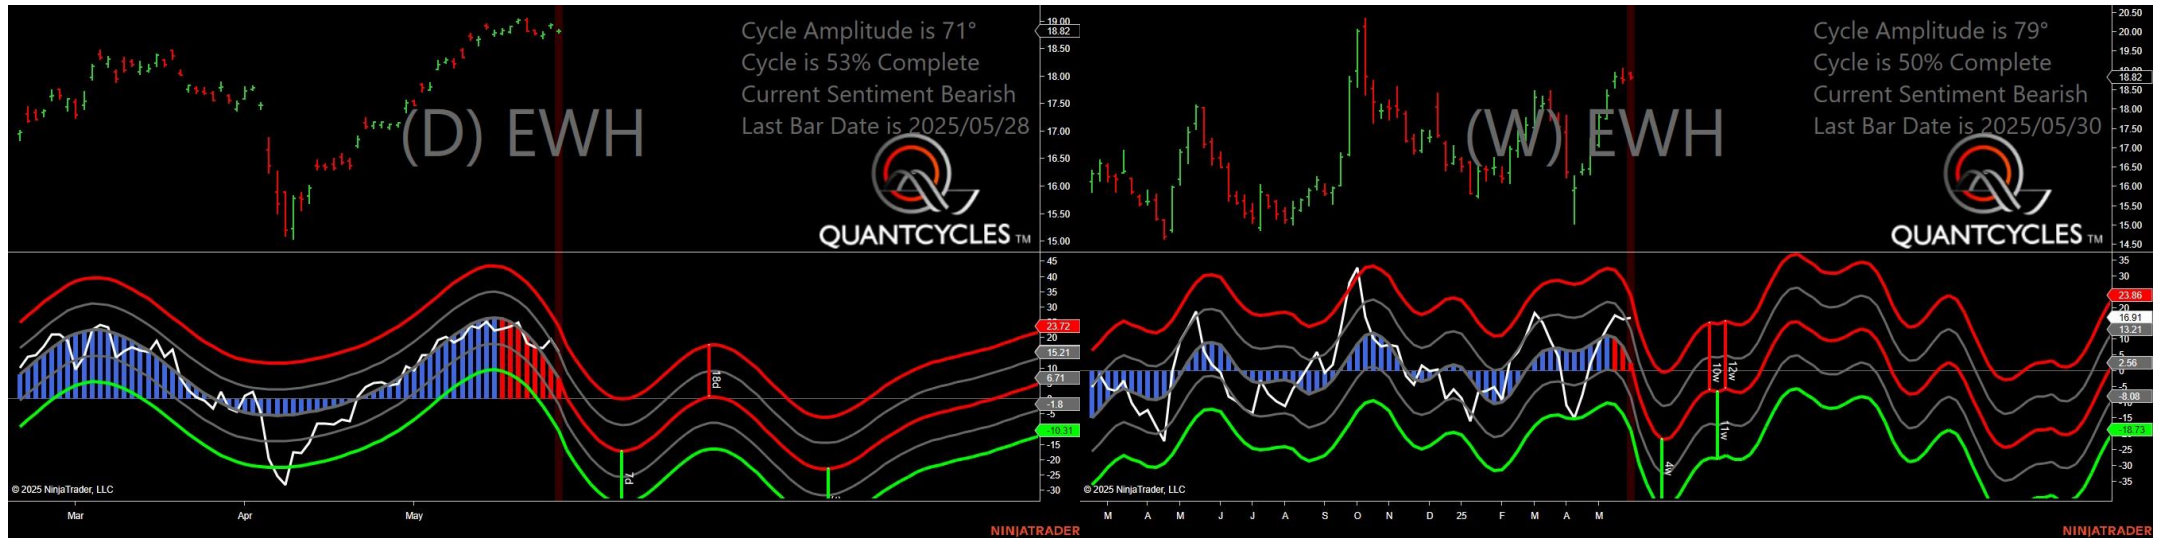 Cycle Amplitude is 71°
Cycle is 53% Complete
Current Sentiment Bearish
Last Bar Date is 2025/05/28
(D) EWH
QUANTCYCLES TM
19.00
18.82
18.50
18.00
17.50
17.00
16.50
16.00
15.50
15.00
45
40
35
30
25
23.72
15.21
10
6.71
-1.8
-5
-10.31
-15
-20
-25
-30
18d
7d
© 2025 NinjaTrader, LLC
Mar
Apr
May
NINJATRADER
Cycle Amplitude is 79°
Cycle is 50% Complete
Current Sentiment Bearish
Last Bar Date is 2025/05/30
(W) EWH
QUANTCYCLES TM
20.50
20.00
19.50
18.82
18.50
18.00
17.50
17.00
16.50
16.00
15.50
15.00
14.50
35
30
23.86
20
16.91
13.21
10
5
2.56
0
-5
-8.08
-15
-18.73
-25
-30
-35
10w
12w
11w
4w
© 2025 NinjaTrader, LLC
M
A
M
J
J
A
S
O
N
D
25
F
M
A
M
NINJATRADER